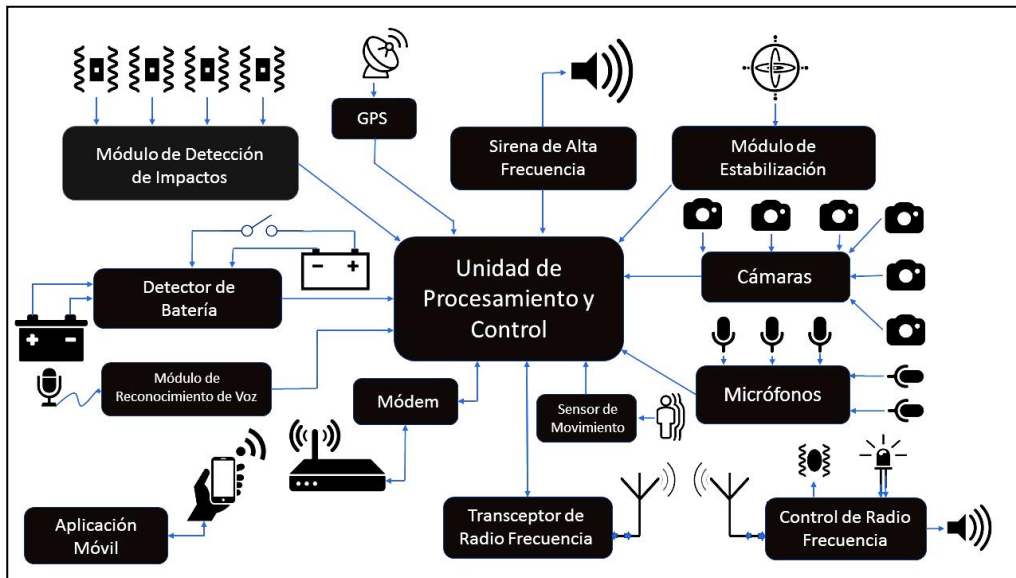 GPS
Módulo de Detección
de Impactos
Sirena de Alta
Frecuencia
Módulo de
Estabilización
Unidad de
Procesamiento y
Control
Cámaras
Detector de
Batería
− +
+ −
Módulo de
Reconocimiento de Voz
Módem
Sensor de
Movimiento
Micrófonos
Aplicación
Móvil
Transceptor de
Radio Frecuencia
Control de Radio
Frecuencia